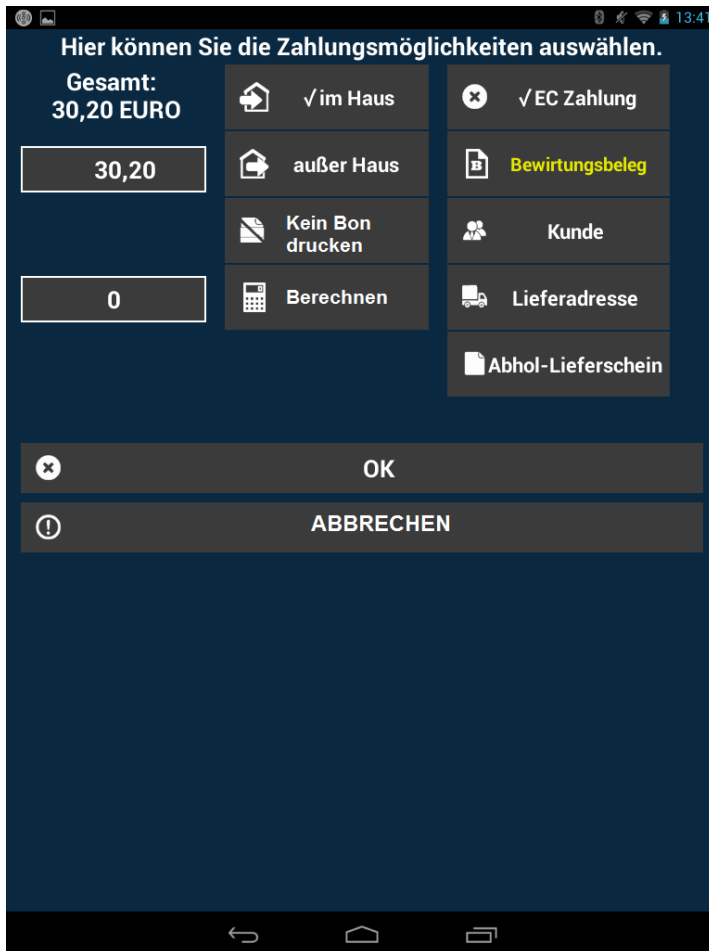 13:41
Hier können Sie die Zahlungsmöglichkeiten auswählen.
Gesamt:
30,20 EURO
√im Haus
√EC Zahlung
30,20
außer Haus
B
Bewirtungsbeleg
Kein Bon
drucken
Kunde
0
Berechnen
Lieferadresse
Abhol-Lieferschein
OK
ABBRECHEN